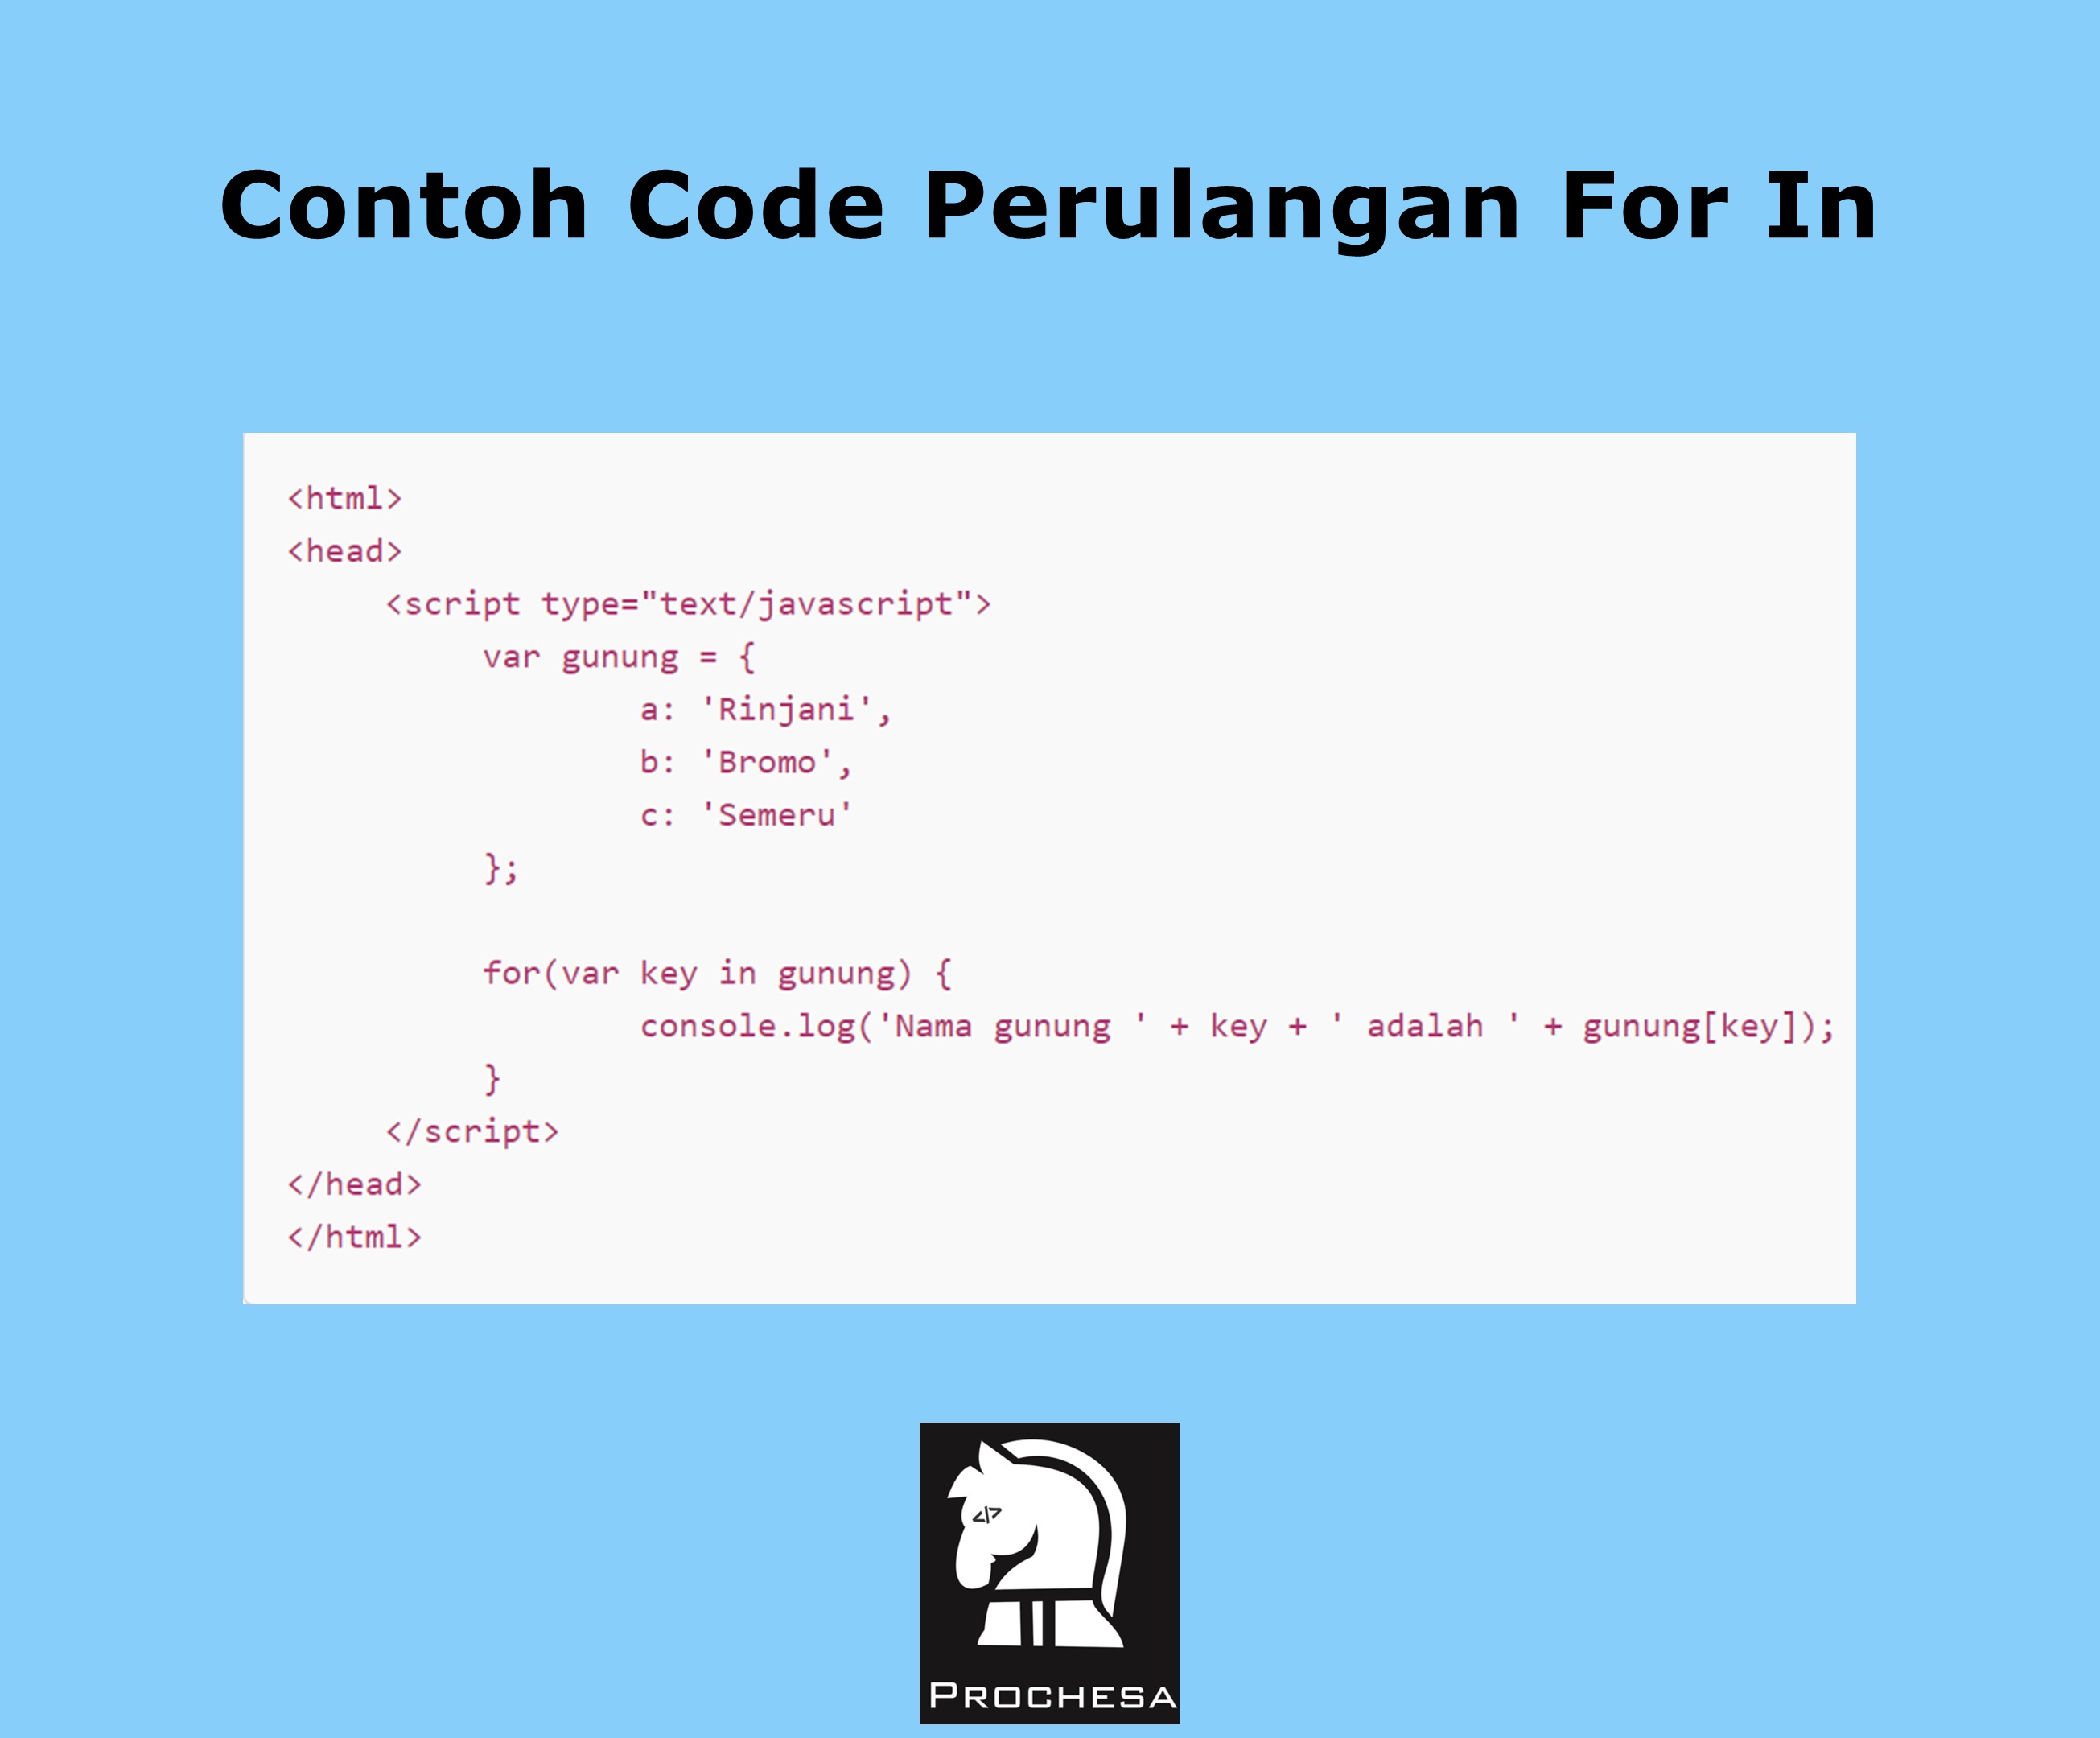 Contoh Code Perulangan For In
<html>
<head>
<script type="text/javascript">
var gunung = {
a: 'Rinjani',
b: 'Bromo',
c: 'Semeru'
};
for(var key in gunung) {
console.log('Nama gunung ' + key + ' adalah ' + gunung[key]);
}
</script>
</head>
</html>
</>
PROCHESA